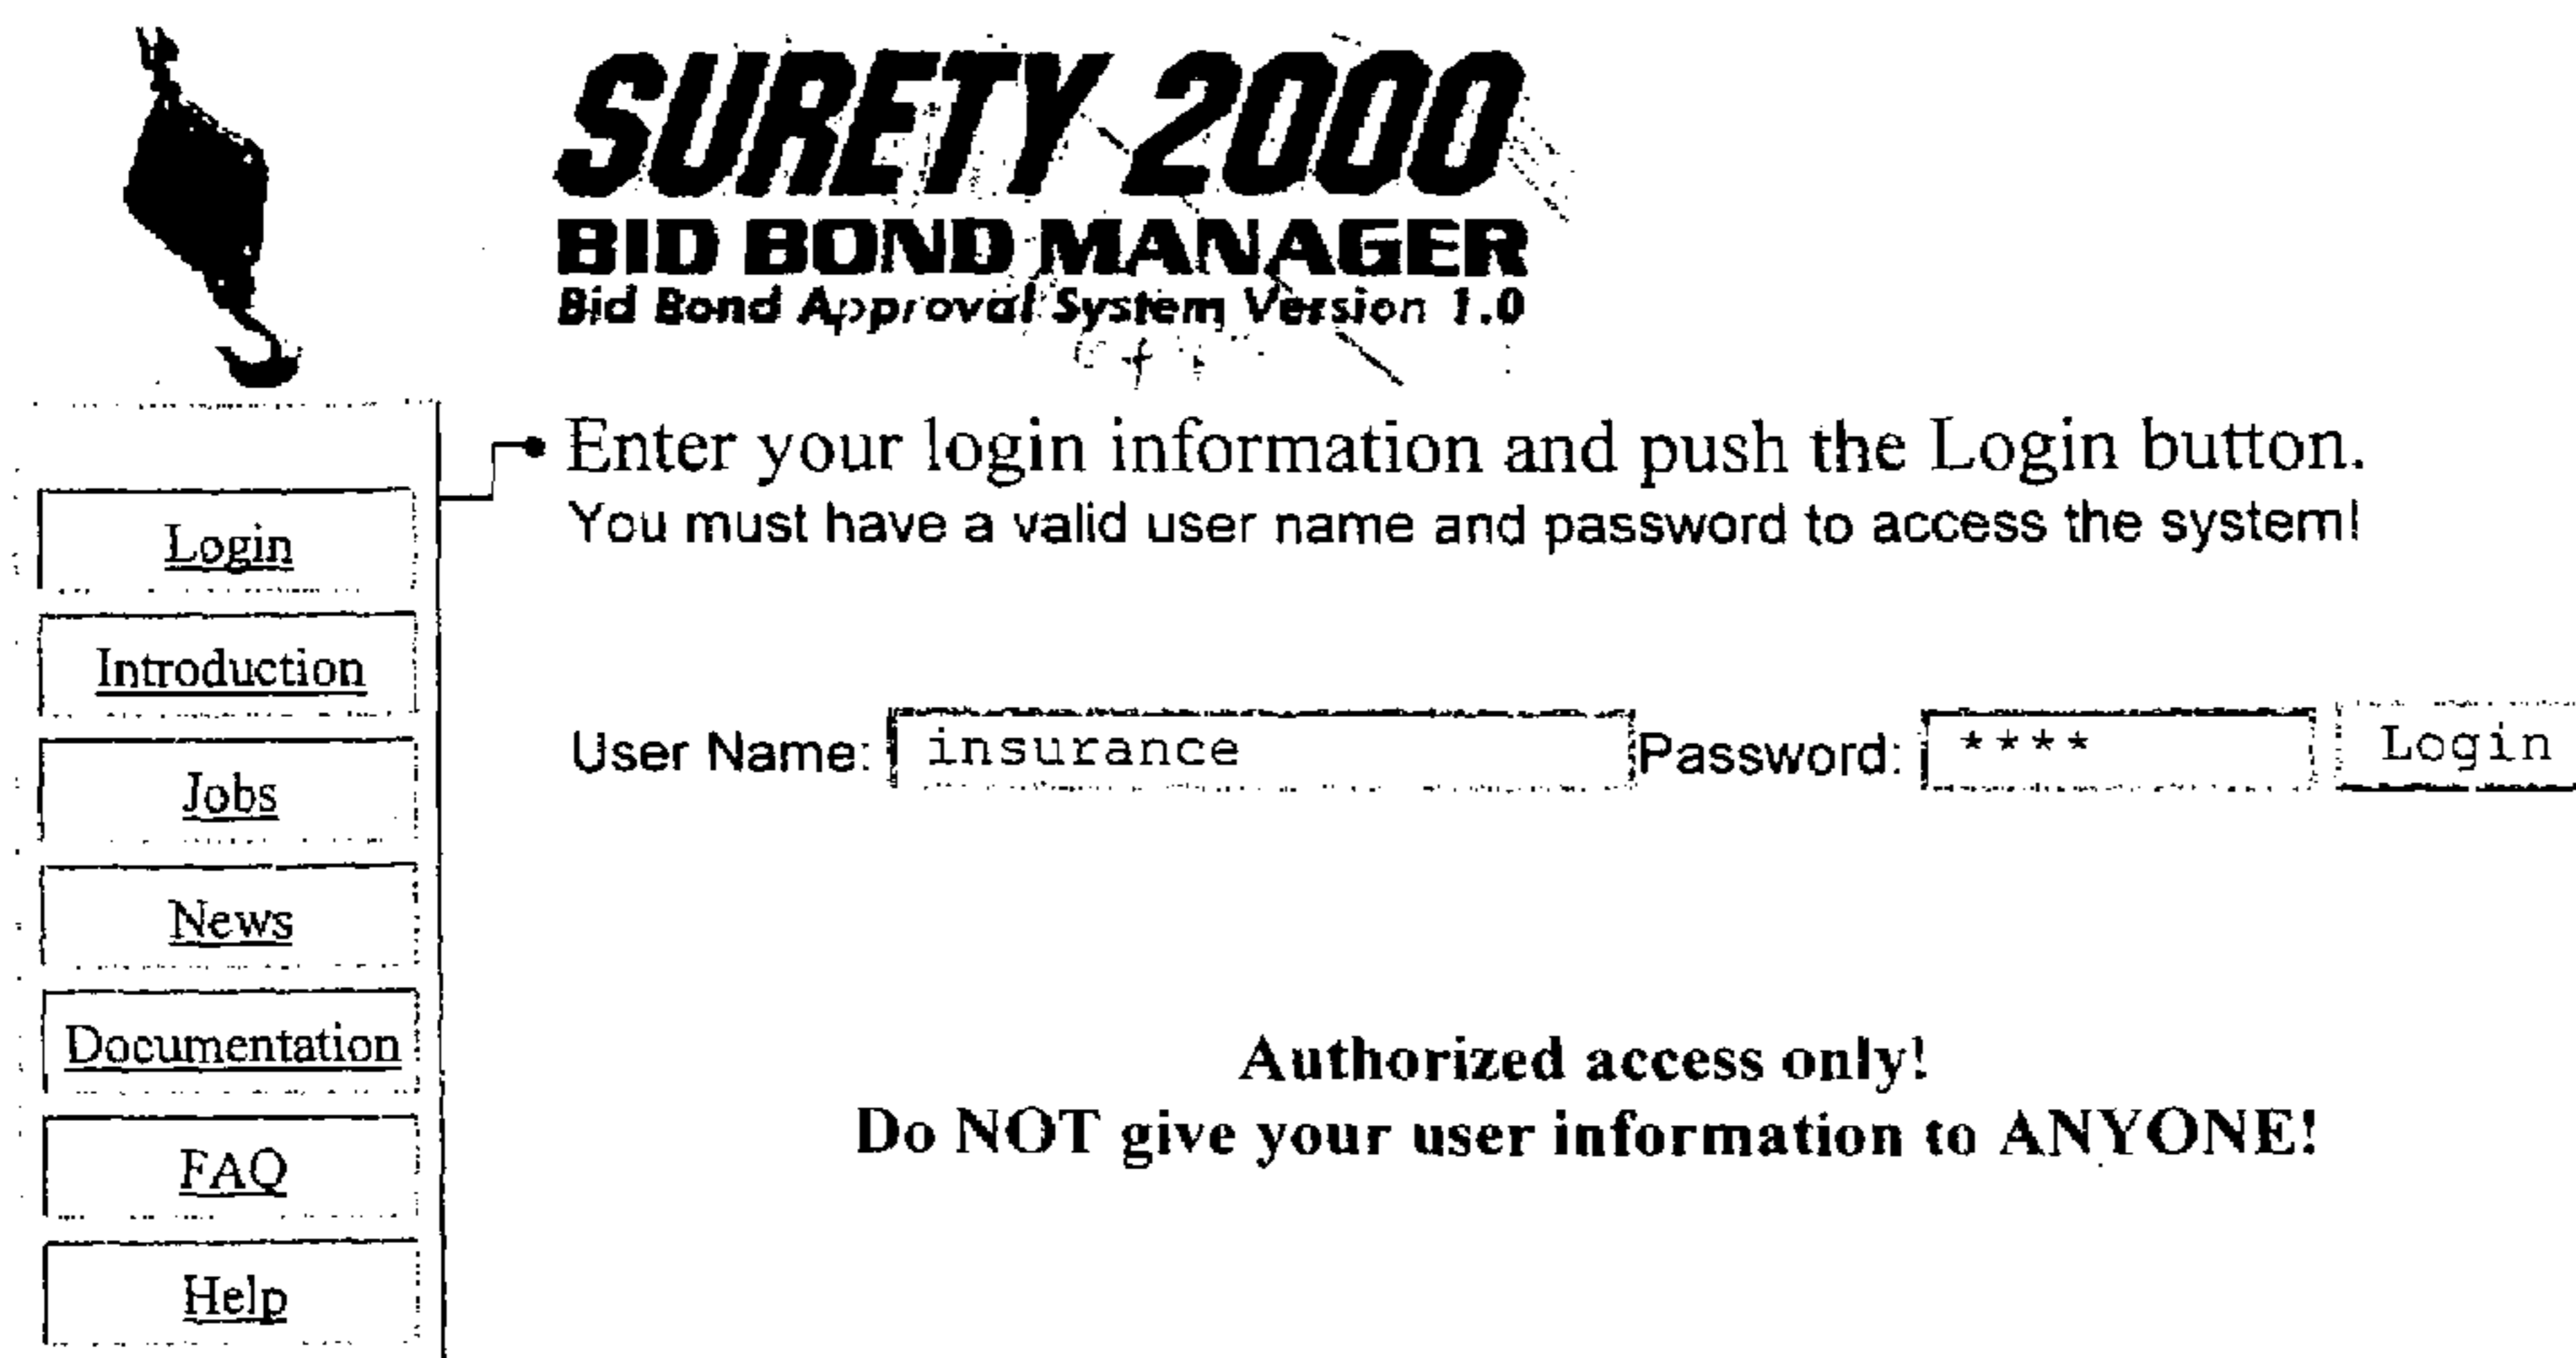 SURETY 2000
BID BOND MANAGER
Bid Bond Approval System Version 1.0
Enter your login information and push the Login button.
You must have a valid user name and password to access the system!
Login
Introduction
Jobs
News
Documentation
FAQ
Help
User Name: insurance Password: **** Login
Authorized access only!
Do NOT give your user information to ANYONE!